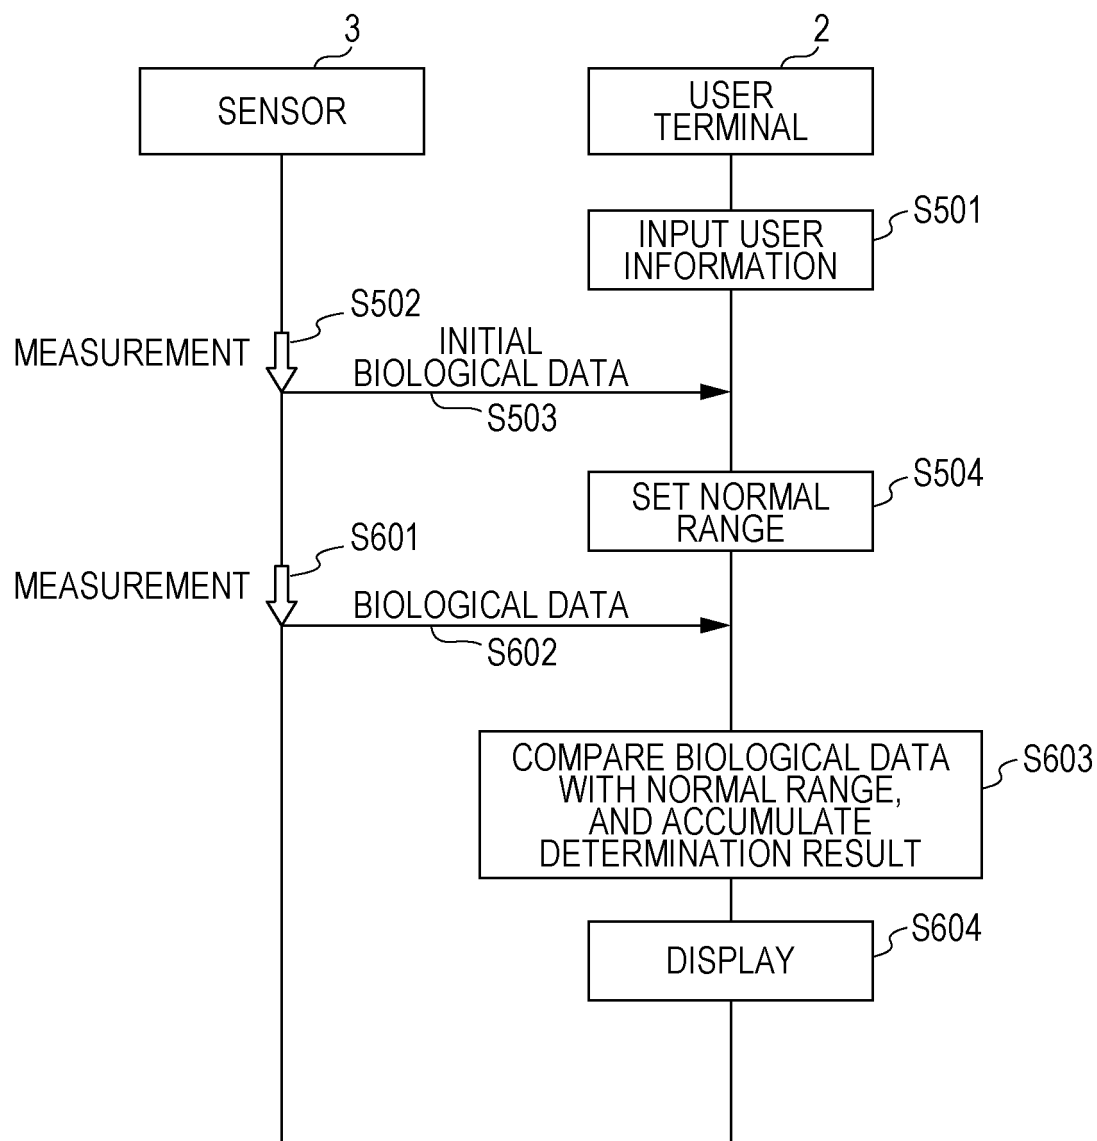 3
2
SENSOR
USER
TERMINAL
INPUT USER
INFORMATION
S501
S502
MEASUREMENT
INITIAL
BIOLOGICAL DATA
S503
SET NORMAL
RANGE
S504
S601
MEASUREMENT
BIOLOGICAL DATA
S602
COMPARE BIOLOGICAL DATA
WITH NORMAL RANGE,
AND ACCUMULATE
DETERMINATION RESULT
S603
DISPLAY
S604